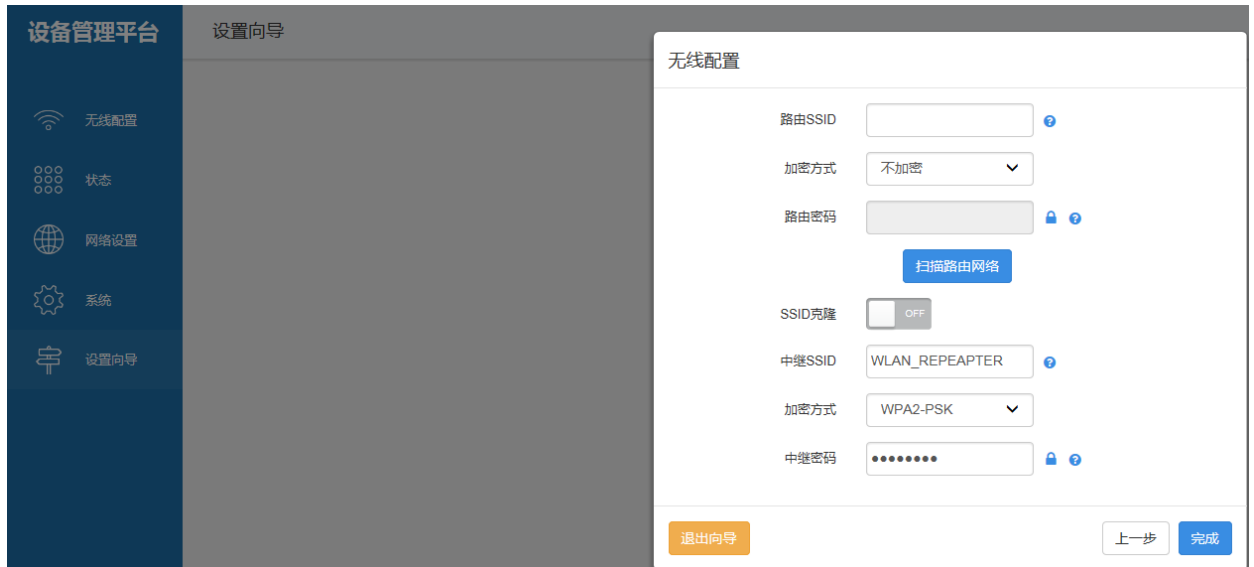 设备管理平台
设置向导
无线配置
状态
网络设置
系统
设置向导
无线配置
路由SSID
加密方式 不加密
路由密码
扫描路由网络
SSID克隆 OFF
中继SSID WLAN_REPEAPTER
加密方式 WPA2-PSK
中继密码 ••••••••
退出向导 上一步 完成